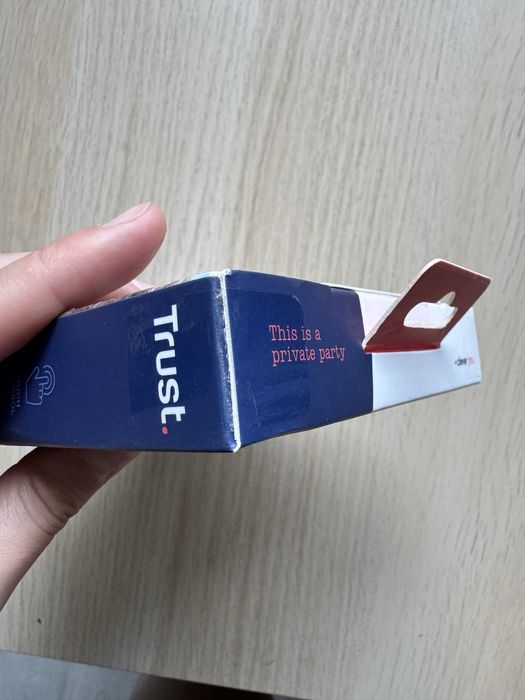 Trust.
This is a
private party